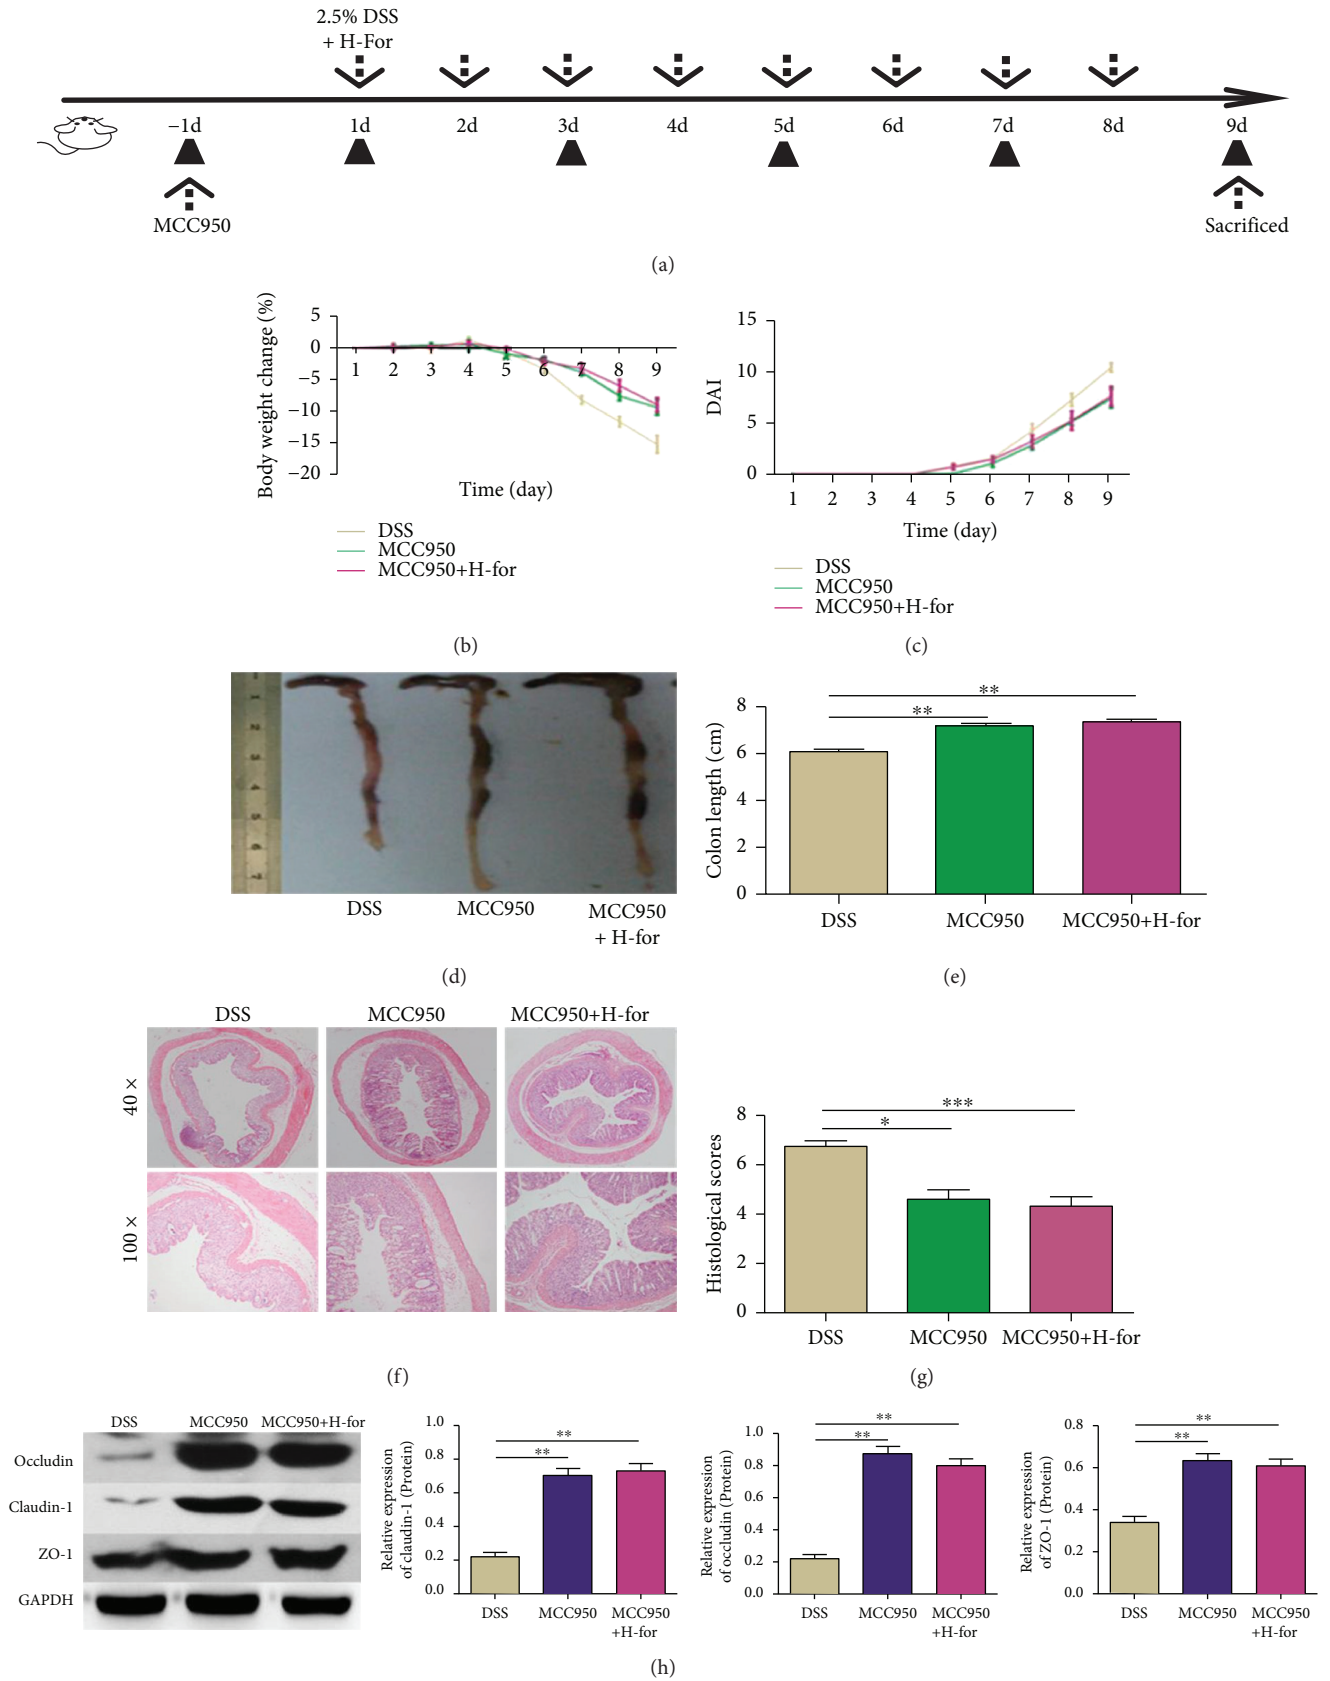 2.5% DSS
+ H-For
−1d 1d 2d 3d 4d 5d 6d 7d 8d 9d
MCC950
Sacrificed
(a)
Body weight change (%)
5
0
−5
−10
−15
−20
1 2 3 4 5 6 7 8 9
Time (day)
DSS
MCC950
MCC950+H-for
(b)
DAI
15
10
5
0
1 2 3 4 5 6 7 8 9
Time (day)
DSS
MCC950
MCC950+H-for
(c)
DSS
MCC950
MCC950
+ H-for
(d)
Colon length (cm)
8
6
4
2
0
**
**
DSS
MCC950
MCC950+H-for
(e)
DSS
MCC950
MCC950+H-for
40 ×
100 ×
(f)
Histological scores
8
6
4
2
0
***
*
DSS
MCC950
MCC950+H-for
(g)
DSS
MCC950
MCC950+H-for
Occludin
Claudin-1
ZO-1
GAPDH
Relative expression
of claudin-1 (Protein)
1.0
0.8
0.6
0.4
0.2
0.0
**
**
DSS
MCC950
MCC950
+H-for
Relative expression
of occludin (Protein)
1.0
0.8
0.6
0.4
0.2
0.0
**
**
DSS
MCC950
MCC950
+H-for
Relative expression
of ZO-1 (Protein)
0.8
0.6
0.4
0.2
0.0
**
**
DSS
MCC950
MCC950
+H-for
(h)